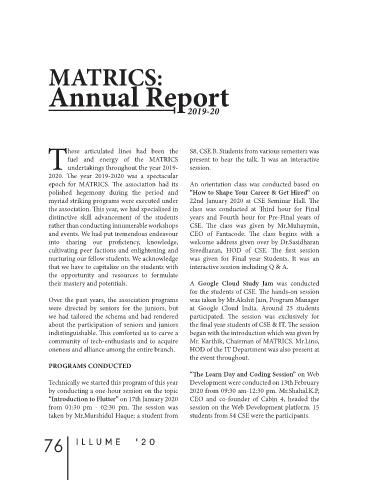 MATRICS:
Annual Report
2019-20
These articulated lines had been the
fuel and energy of the MATRICS
undertakings throughout the year 2019-
2020. The year 2019-2020 was a spectacular
epoch for MATRICS. The association had its
polished hegemony during the period and
myriad striking programs were executed under
the association. This year, we had specialised in
distinctive skill advancement of the students
rather than conducting innumerable workshops
and events. We had put tremendous endeavour
into sharing our proficiency, knowledge,
cultivating peer factions and enlightening and
nurturing our fellow students. We acknowledge
that we have to capitalize on the students with
the opportunity and resources to formulate
their mastery and potentials.
Over the past years, the association programs
were directed by seniors for the juniors, but
we had tailored the schema and had rendered
about the participation of seniors and juniors
indistinguishable. This comforted us to carve a
community of tech-enthusiasts and to acquire
oneness and alliance among the entire branch.
PROGRAMS CONDUCTED
Technically we started this program of this year
by conducting a one-hour session on the topic
"Introduction to Flutter" on 17th January 2020
from 01:30 pm - 02:30 pm. The session was
taken by Mr.Murshidul Haque; a student from
S8, CSE B. Students from various semesters was
present to hear the talk. It was an interactive
session.
An orientation class was conducted based on
"How to Shape Your Career & Get Hired" on
22nd January 2020 at CSE Seminar Hall. The
class was conducted at Third hour for Final
years and Fourth hour for Pre-Final years of
CSE. The class was given by Mr.Muhaymin,
CEO of Fantacode. The class begins with a
welcome address given over by Dr.Sasidharan
Sreedharan, HOD of CSE. The first session
was given for Final year Students. It was an
interactive session including Q & A.
A Google Cloud Study Jam was conducted
for the students of CSE. The hands-on session
was taken by Mr.Akshit Jain, Program Manager
at Google Cloud India. Around 25 students
participated. The session was exclusively for
the final year students of CSE & IT. The session
began with the introduction which was given by
Mr. Karthik, Chairman of MATRICS. Mr.Lino,
HOD of the IT Department was also present at
the event throughout.
"The Learn Day and Coding Session" on Web
Development were conducted on 13th February
2020 from 09:30 am-12:30 pm. Mr.Shahal K.P,
CEO and co-founder of Cabin 4, headed the
session on the Web Development platform. 15
students from S4 CSE were the participants.
76 ILLUME '20